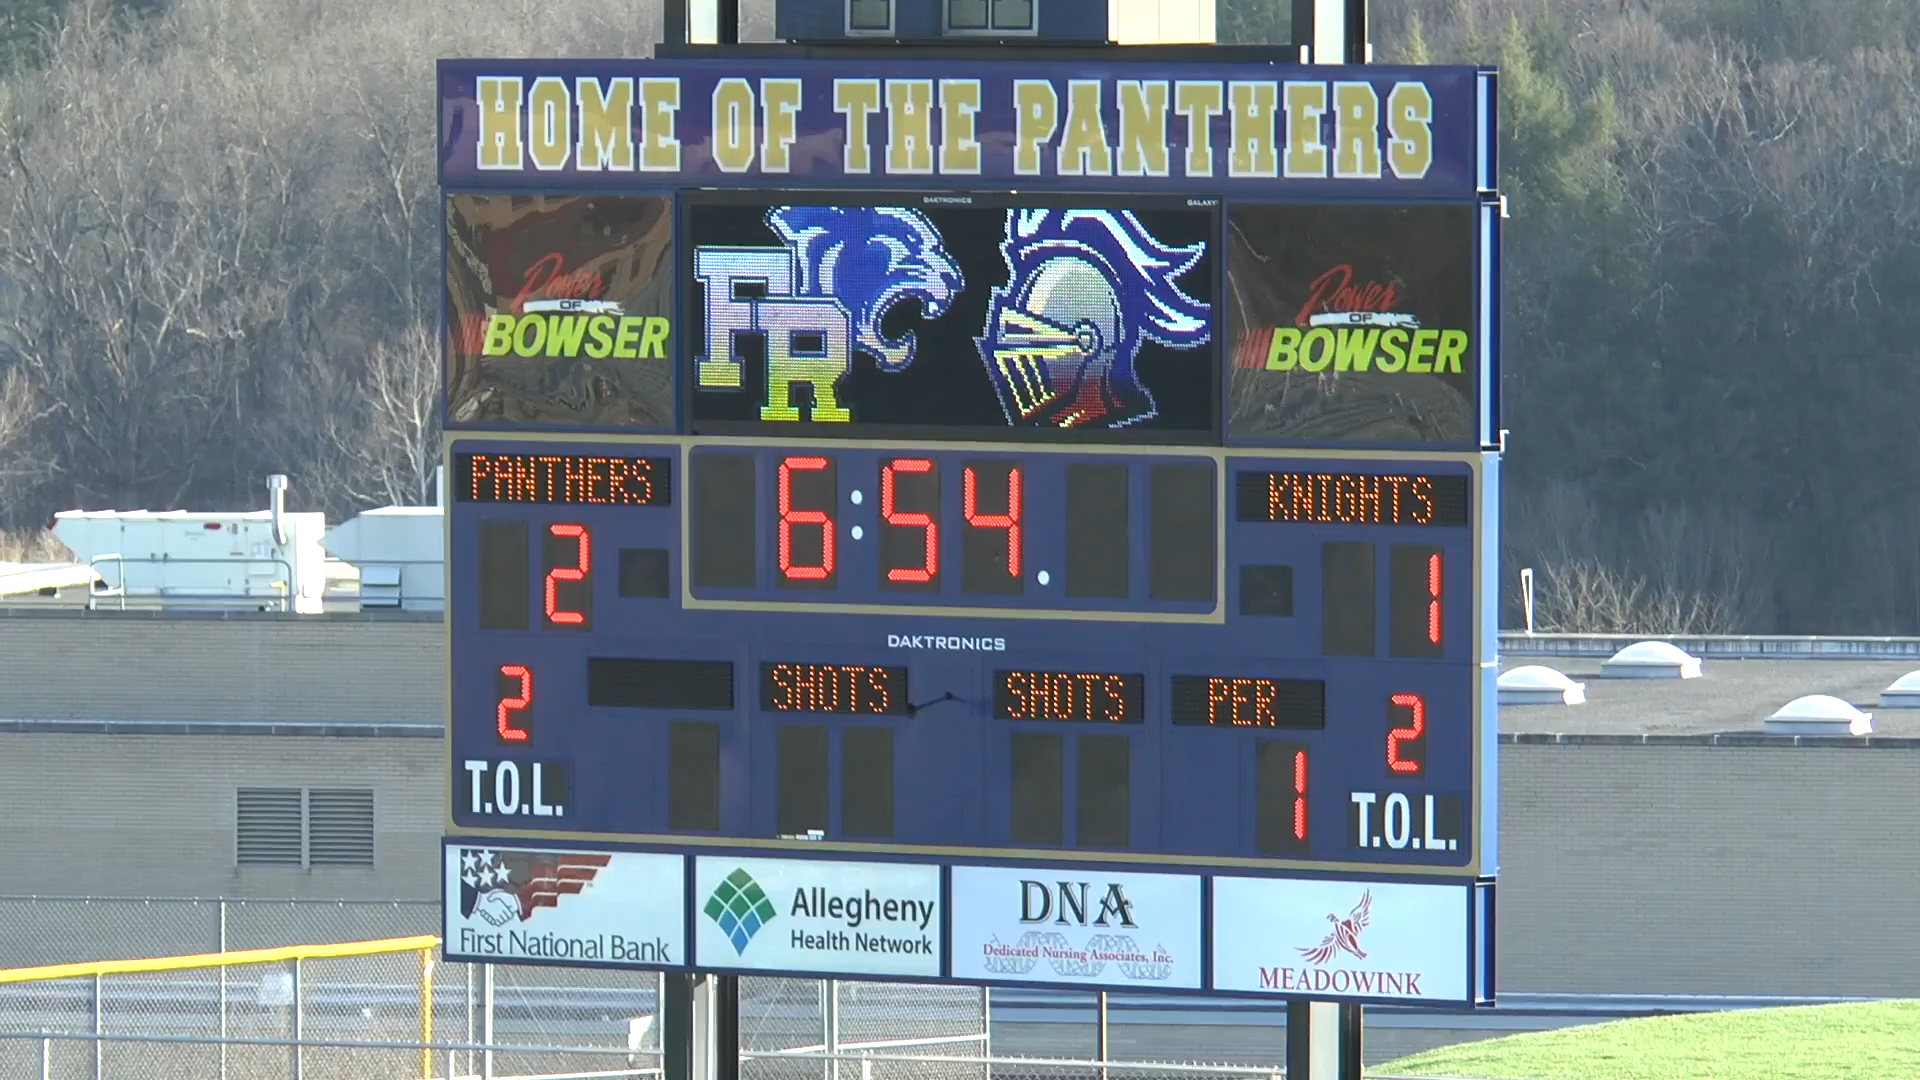 HOME OF THE PANTHERS
DAKTRONICS
GALAXY
Power
OF
BOWSER
FR
Power
OF
BOWSER
PANTHERS
6:54.
KNIGHTS
2
1
DAKTRONICS
2
SHOTS
SHOTS
PER
2
T.O.L.
1
T.O.L.
First National Bank
Allegheny
Health Network
DNA
Dedicated Nursing Associates, Inc.
MEADOWINK